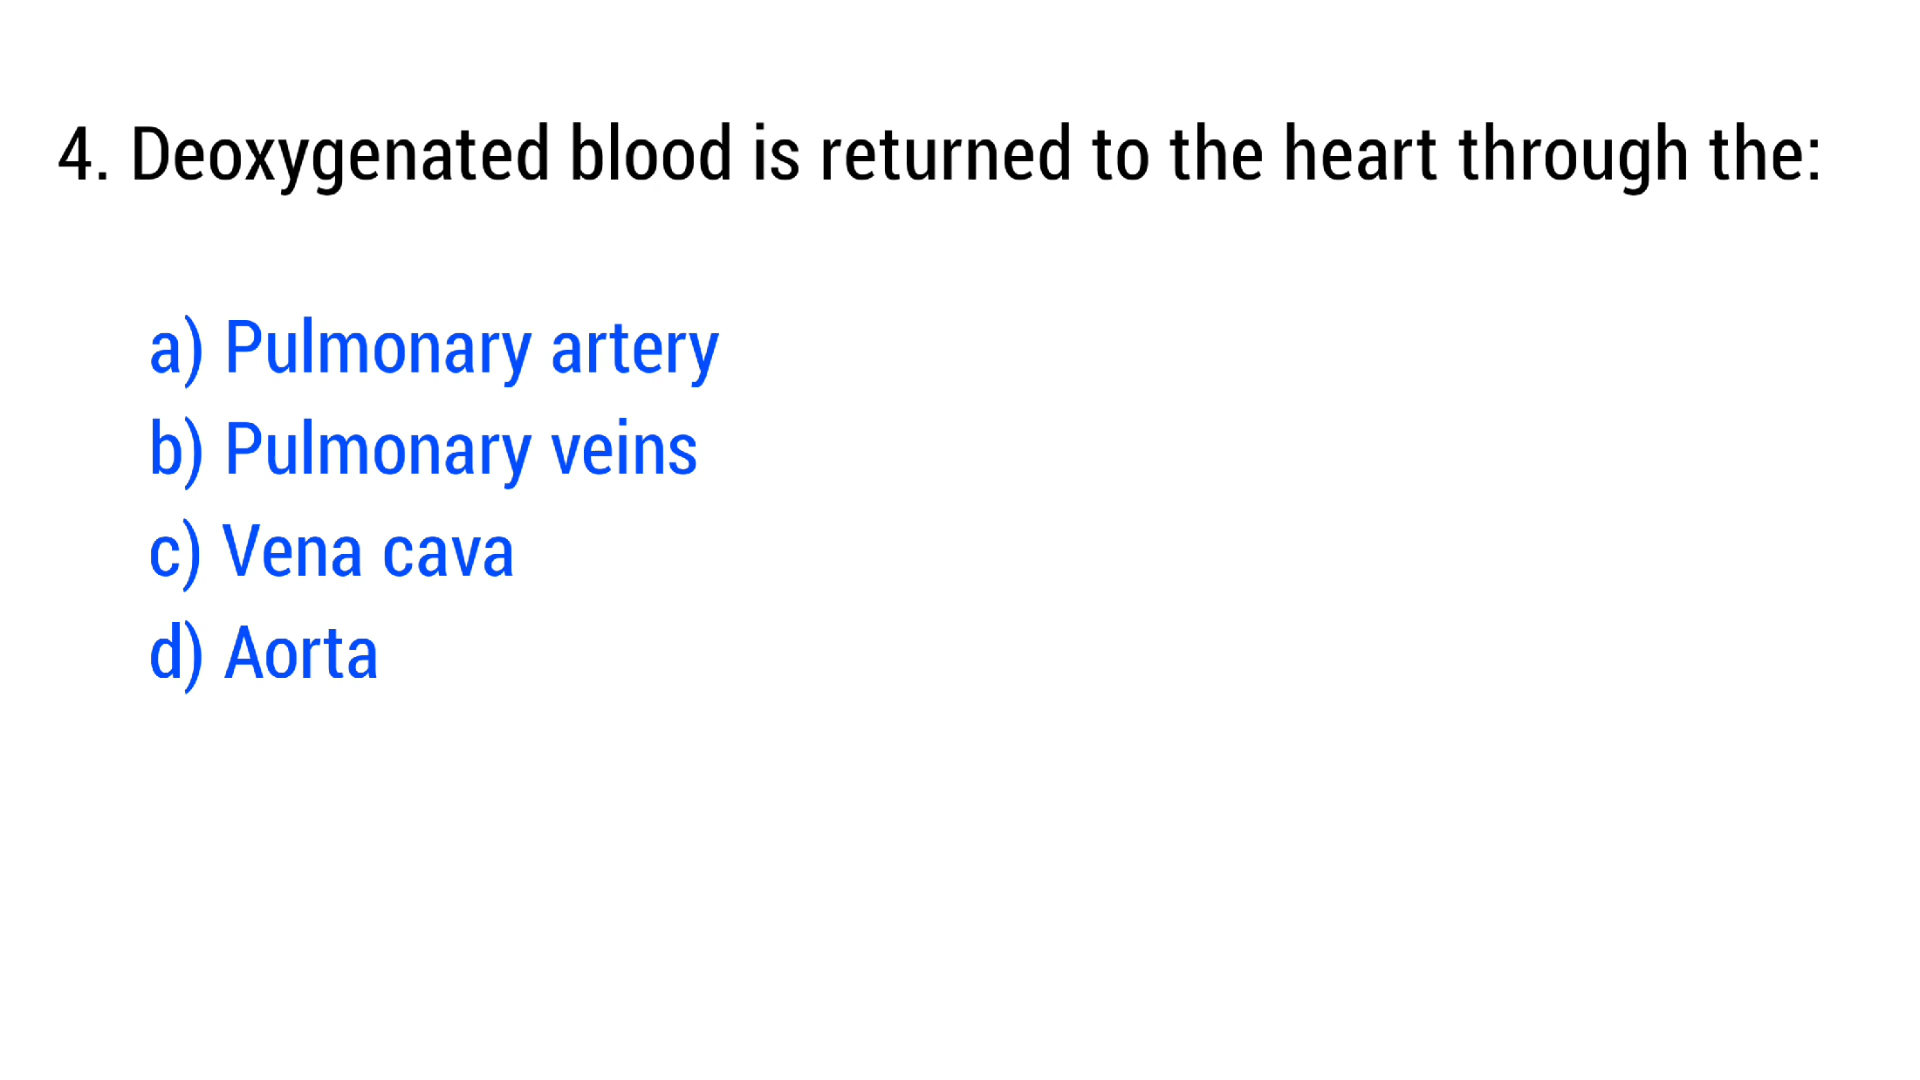 4. Deoxygenated blood is returned to the heart through the:
a) Pulmonary artery
b) Pulmonary veins
c) Vena cava
d) Aorta